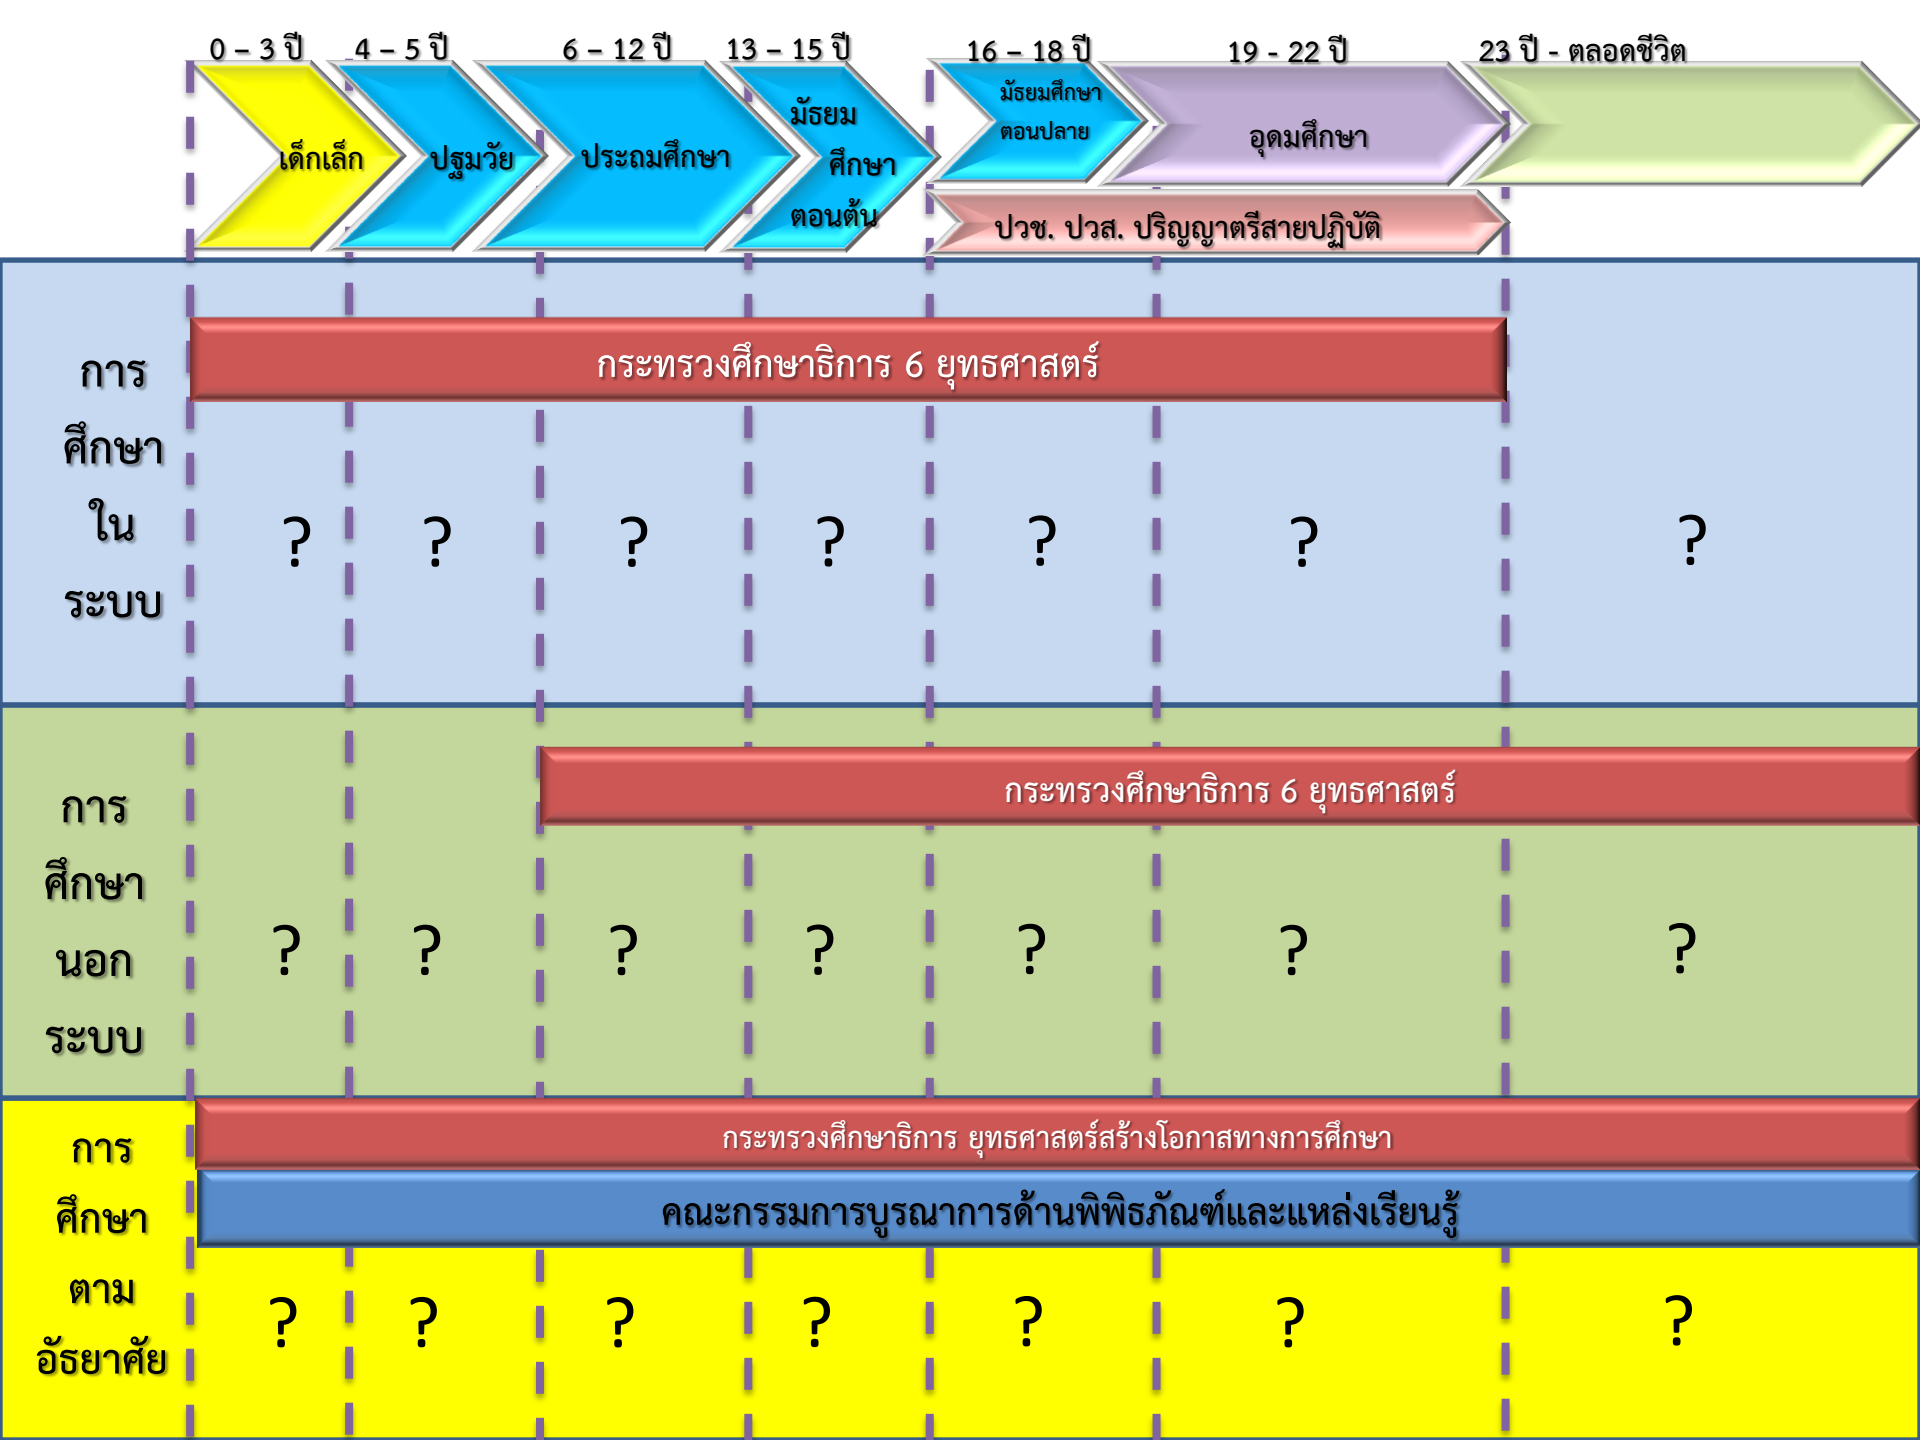 0 – 3 ปี 4 – 5 ปี 6 – 12 ปี 13 – 15 ปี 16 – 18 ปี 19 - 22 ปี 23 ปี - ตลอดชีวิต
เด็กเล็ก
ปฐมวัย
ประถมศึกษา
มัธยม
ศึกษา
ตอนต้น
มัธยมศึกษา
ตอนปลาย
อุดมศึกษา
ปวช. ปวส. ปริญญาตรีสายปฏิบัติ
การ
ศึกษา
ใน
ระบบ
กระทรวงศึกษาธิการ 6 ยุทธศาสตร์
? ? ? ? ? ? ?
การ
ศึกษา
นอก
ระบบ
กระทรวงศึกษาธิการ 6 ยุทธศาสตร์
? ? ? ? ? ? ?
การ
ศึกษา
ตาม
อัธยาศัย
กระทรวงศึกษาธิการ ยุทธศาสตร์สร้างโอกาสทางการศึกษา
คณะกรรมการบูรณาการด้านพิพิธภัณฑ์และแหล่งเรียนรู้
? ? ? ? ? ? ?